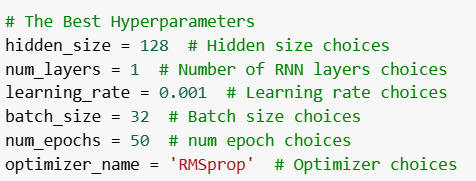 # The Best Hyperparameters
hidden_size = 128  # Hidden size choices
num_layers = 1  # Number of RNN layers choices
learning_rate = 0.001  # Learning rate choices
batch_size = 32  # Batch size choices
num_epochs = 50  # num epoch choices
optimizer_name = 'RMSprop'  # Optimizer choices